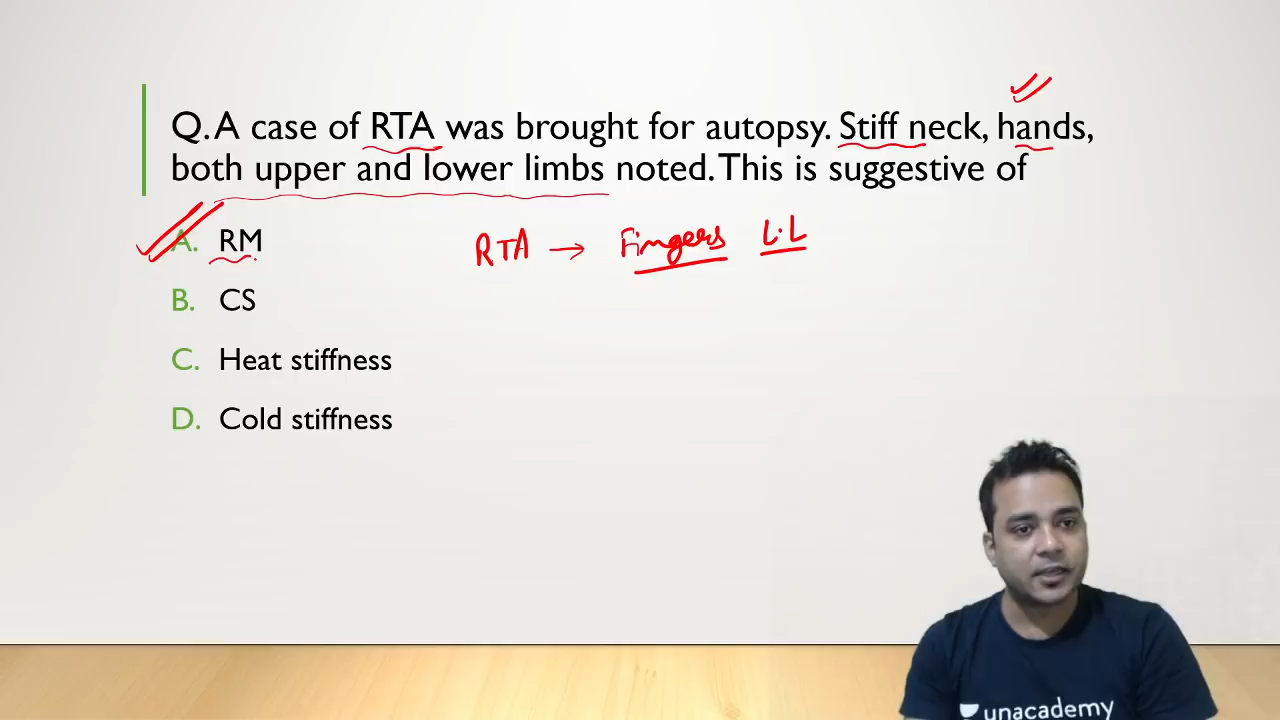 Q. A case of RTA was brought for autopsy. Stiff neck, hands,
both upper and lower limbs noted. This is suggestive of
A. RM
RTA → Fingers L.L
B. CS
C. Heat stiffness
D. Cold stiffness
unacademy